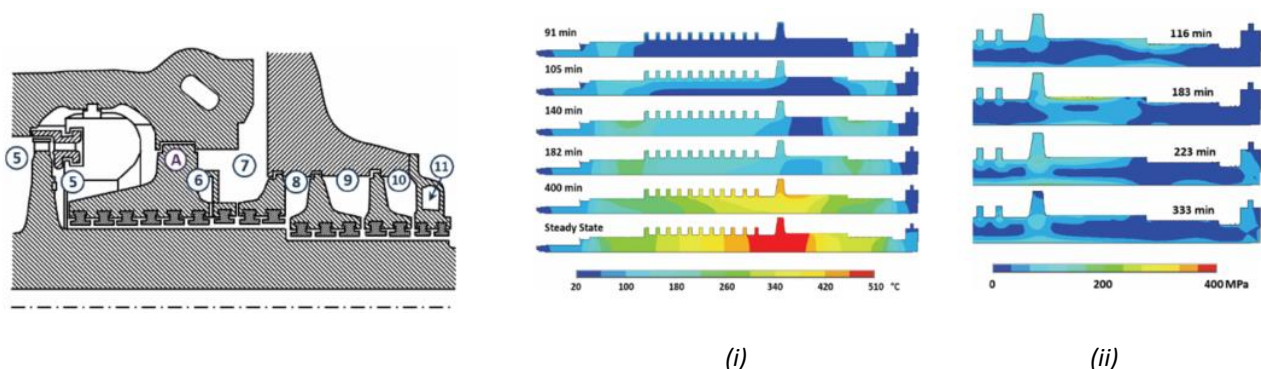 5
5
A
6
7
8
9
10
11
91 min
105 min
140 min
182 min
400 min
Steady State
20 100 180 260 340 420 510 °C
(i)
116 min
183 min
223 min
333 min
0 200 400 MPa
(ii)